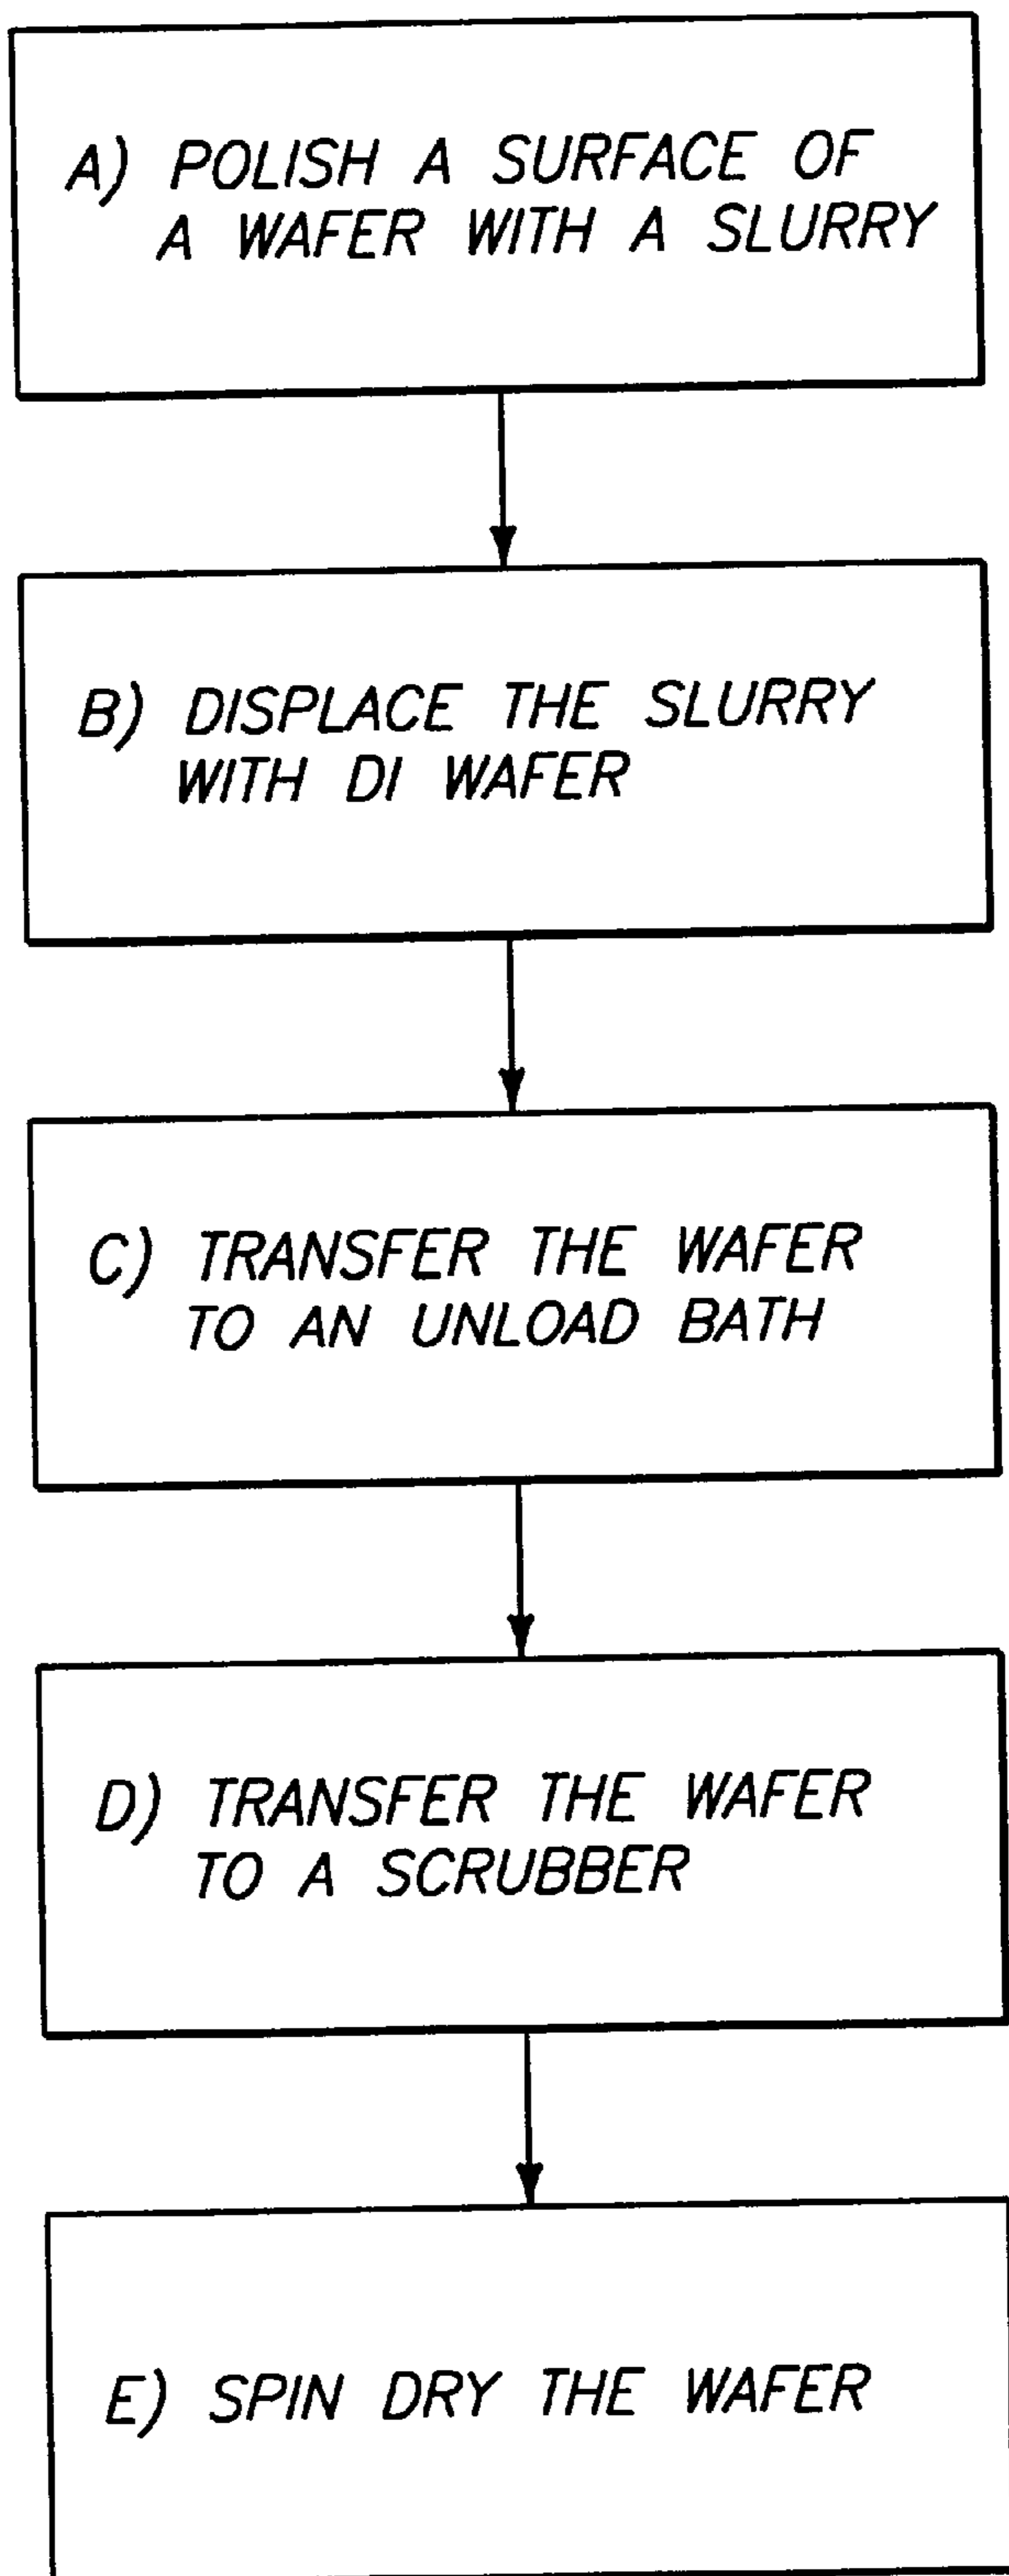 A) POLISH A SURFACE OF
A WAFER WITH A SLURRY
B) DISPLACE THE SLURRY
WITH DI WAFER
C) TRANSFER THE WAFER
TO AN UNLOAD BATH
D) TRANSFER THE WAFER
TO A SCRUBBER
E) SPIN DRY THE WAFER